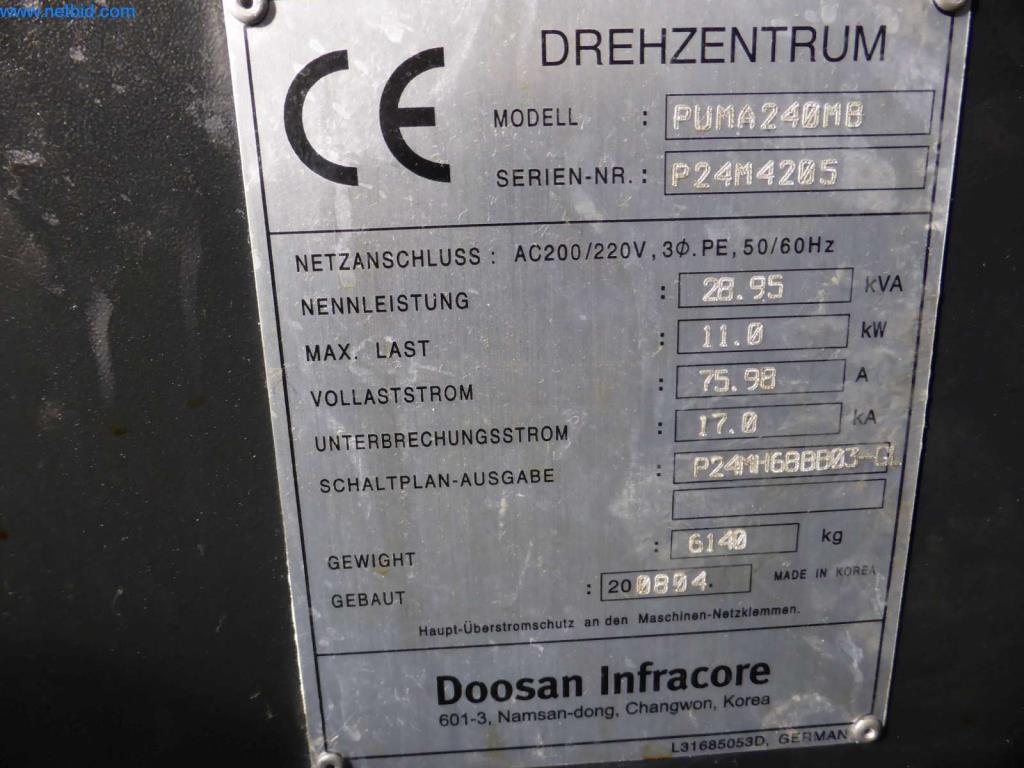 www.netbid.com
CE
DREHZENTRUM
MODELL : PUMA240MB
SERIEN-NR. : P24M4205
NETZANSCHLUSS : AC200/220V, 3Ø. PE, 50/60Hz
NENNLEISTUNG : 28.95 kVA
MAX. LAST : 11.0 kW
VOLLASTSTROM : 75.98 A
UNTERBRECHUNGSSTROM : 17.0 kA
SCHALTPLAN-AUSGABE :
GEWIGHT : 6140 kg
GEBAUT : 200804. MADE IN KOREA
Haupt-Überstromschutz an den Maschinen-Netzklemmen.
Doosan Infracore
601-3, Namsan-dong, Changwon, Korea
L31685053D, GERMAN